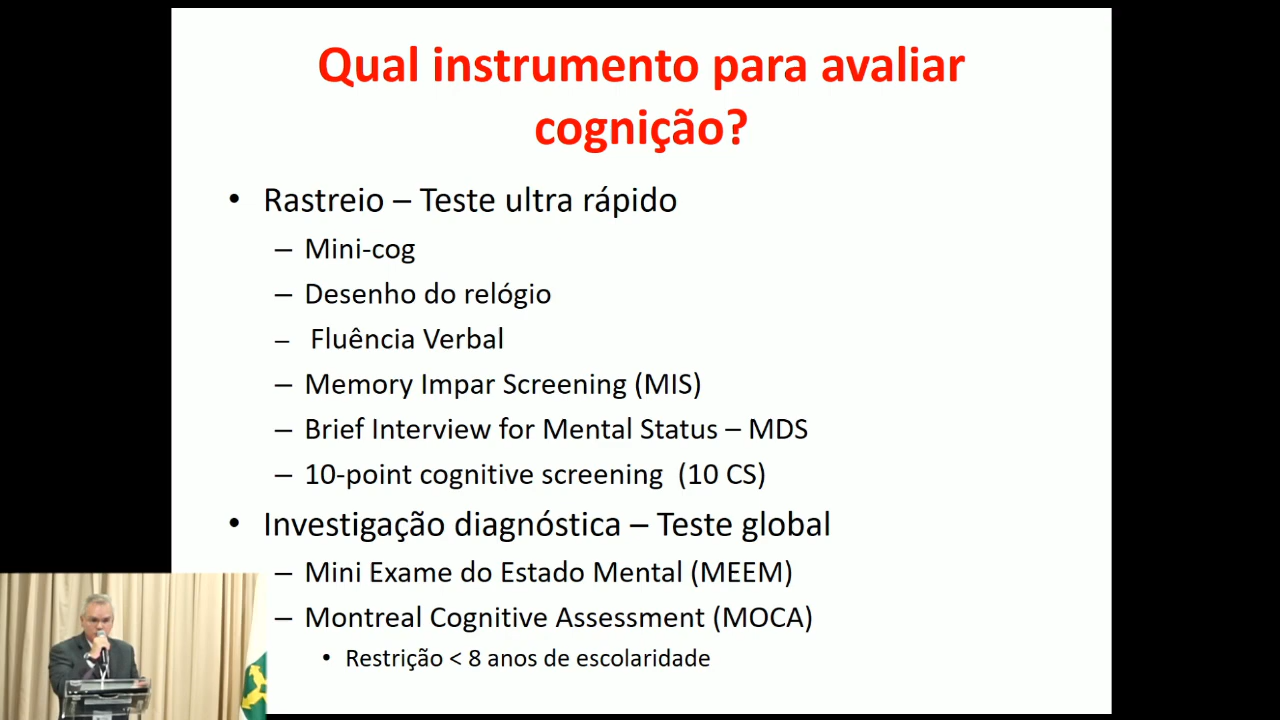 Qual instrumento para avaliar
cognição?
• Rastreio – Teste ultra rápido
– Mini-cog
– Desenho do relógio
– Fluência Verbal
– Memory Impar Screening (MIS)
– Brief Interview for Mental Status – MDS
– 10-point cognitive screening (10 CS)
• Investigação diagnóstica – Teste global
– Mini Exame do Estado Mental (MEEM)
– Montreal Cognitive Assessment (MOCA)
• Restrição < 8 anos de escolaridade